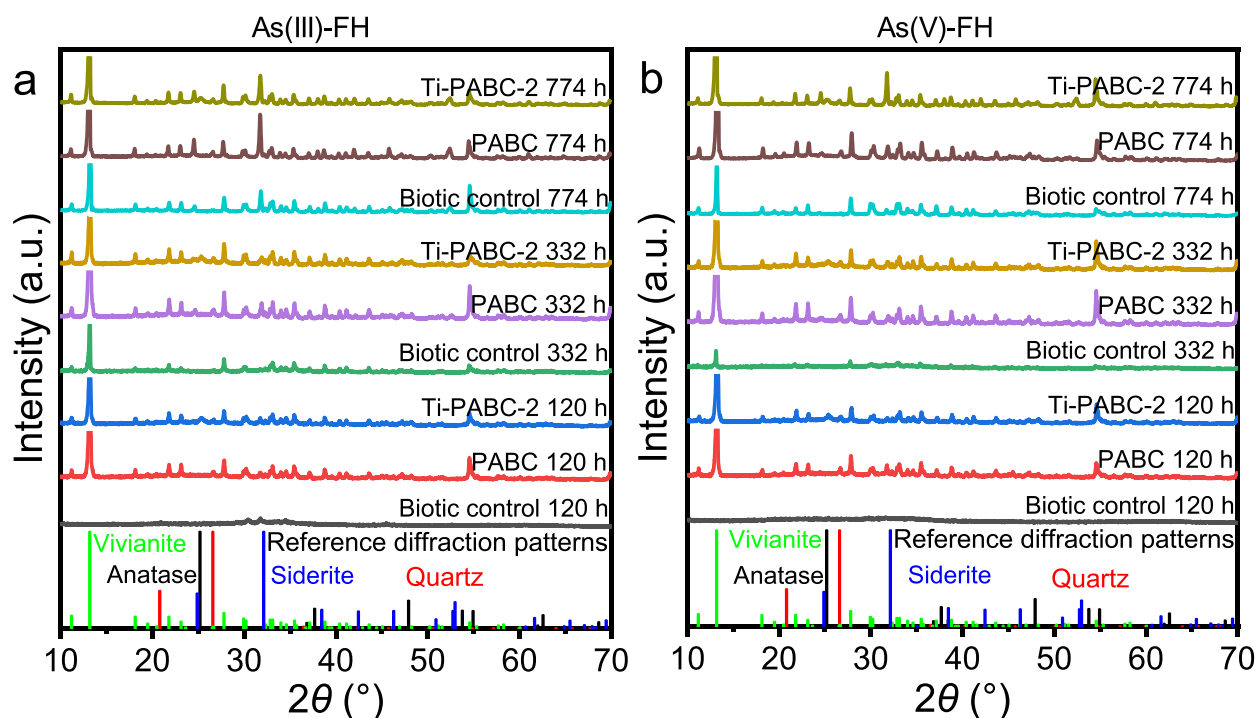 As(III)-FH
a
Ti-PABC-2 774 h
PABC 774 h
Biotic control 774 h
Ti-PABC-2 332 h
PABC 332 h
Biotic control 332 h
Ti-PABC-2 120 h
PABC 120 h
Biotic control 120 h
Vivianite
Reference diffraction patterns
Anatase
Siderite
Quartz
Intensity (a.u.)
10 20 30 40 50 60 70
2θ (°)
As(V)-FH
b
Ti-PABC-2 774 h
PABC 774 h
Biotic control 774 h
Ti-PABC-2 332 h
PABC 332 h
Biotic control 332 h
Ti-PABC-2 120 h
PABC 120 h
Biotic control 120 h
Vivianite
Reference diffraction patterns
Anatase
Siderite
Quartz
Intensity (a.u.)
10 20 30 40 50 60 70
2θ (°)